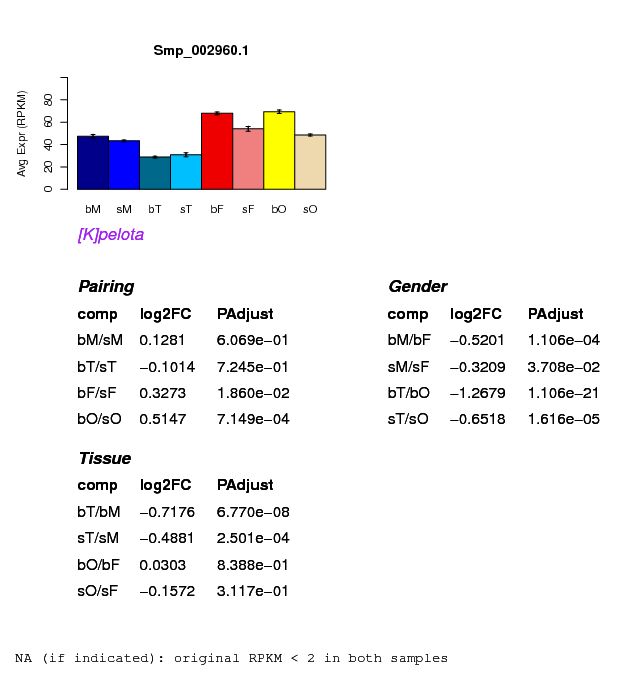 Smp_002960.1
Avg Expr (RPKM)
0 20 40 60 80
bM sM bT sT bF sF bO sO
[K]pelota
Pairing
comp log2FC PAdjust
bM/sM 0.1281 6.069e−01
bT/sT −0.1014 7.245e−01
bF/sF 0.3273 1.860e−02
bO/sO 0.5147 7.149e−04
Gender
comp log2FC PAdjust
bM/bF −0.5201 1.106e−04
sM/sF −0.3209 3.708e−02
bT/bO −1.2679 1.106e−21
sT/sO −0.6518 1.616e−05
Tissue
comp log2FC PAdjust
bT/bM −0.7176 6.770e−08
sT/sM −0.4881 2.501e−04
bO/bF 0.0303 8.388e−01
sO/sF −0.1572 3.117e−01
NA (if indicated): original RPKM < 2 in both samples